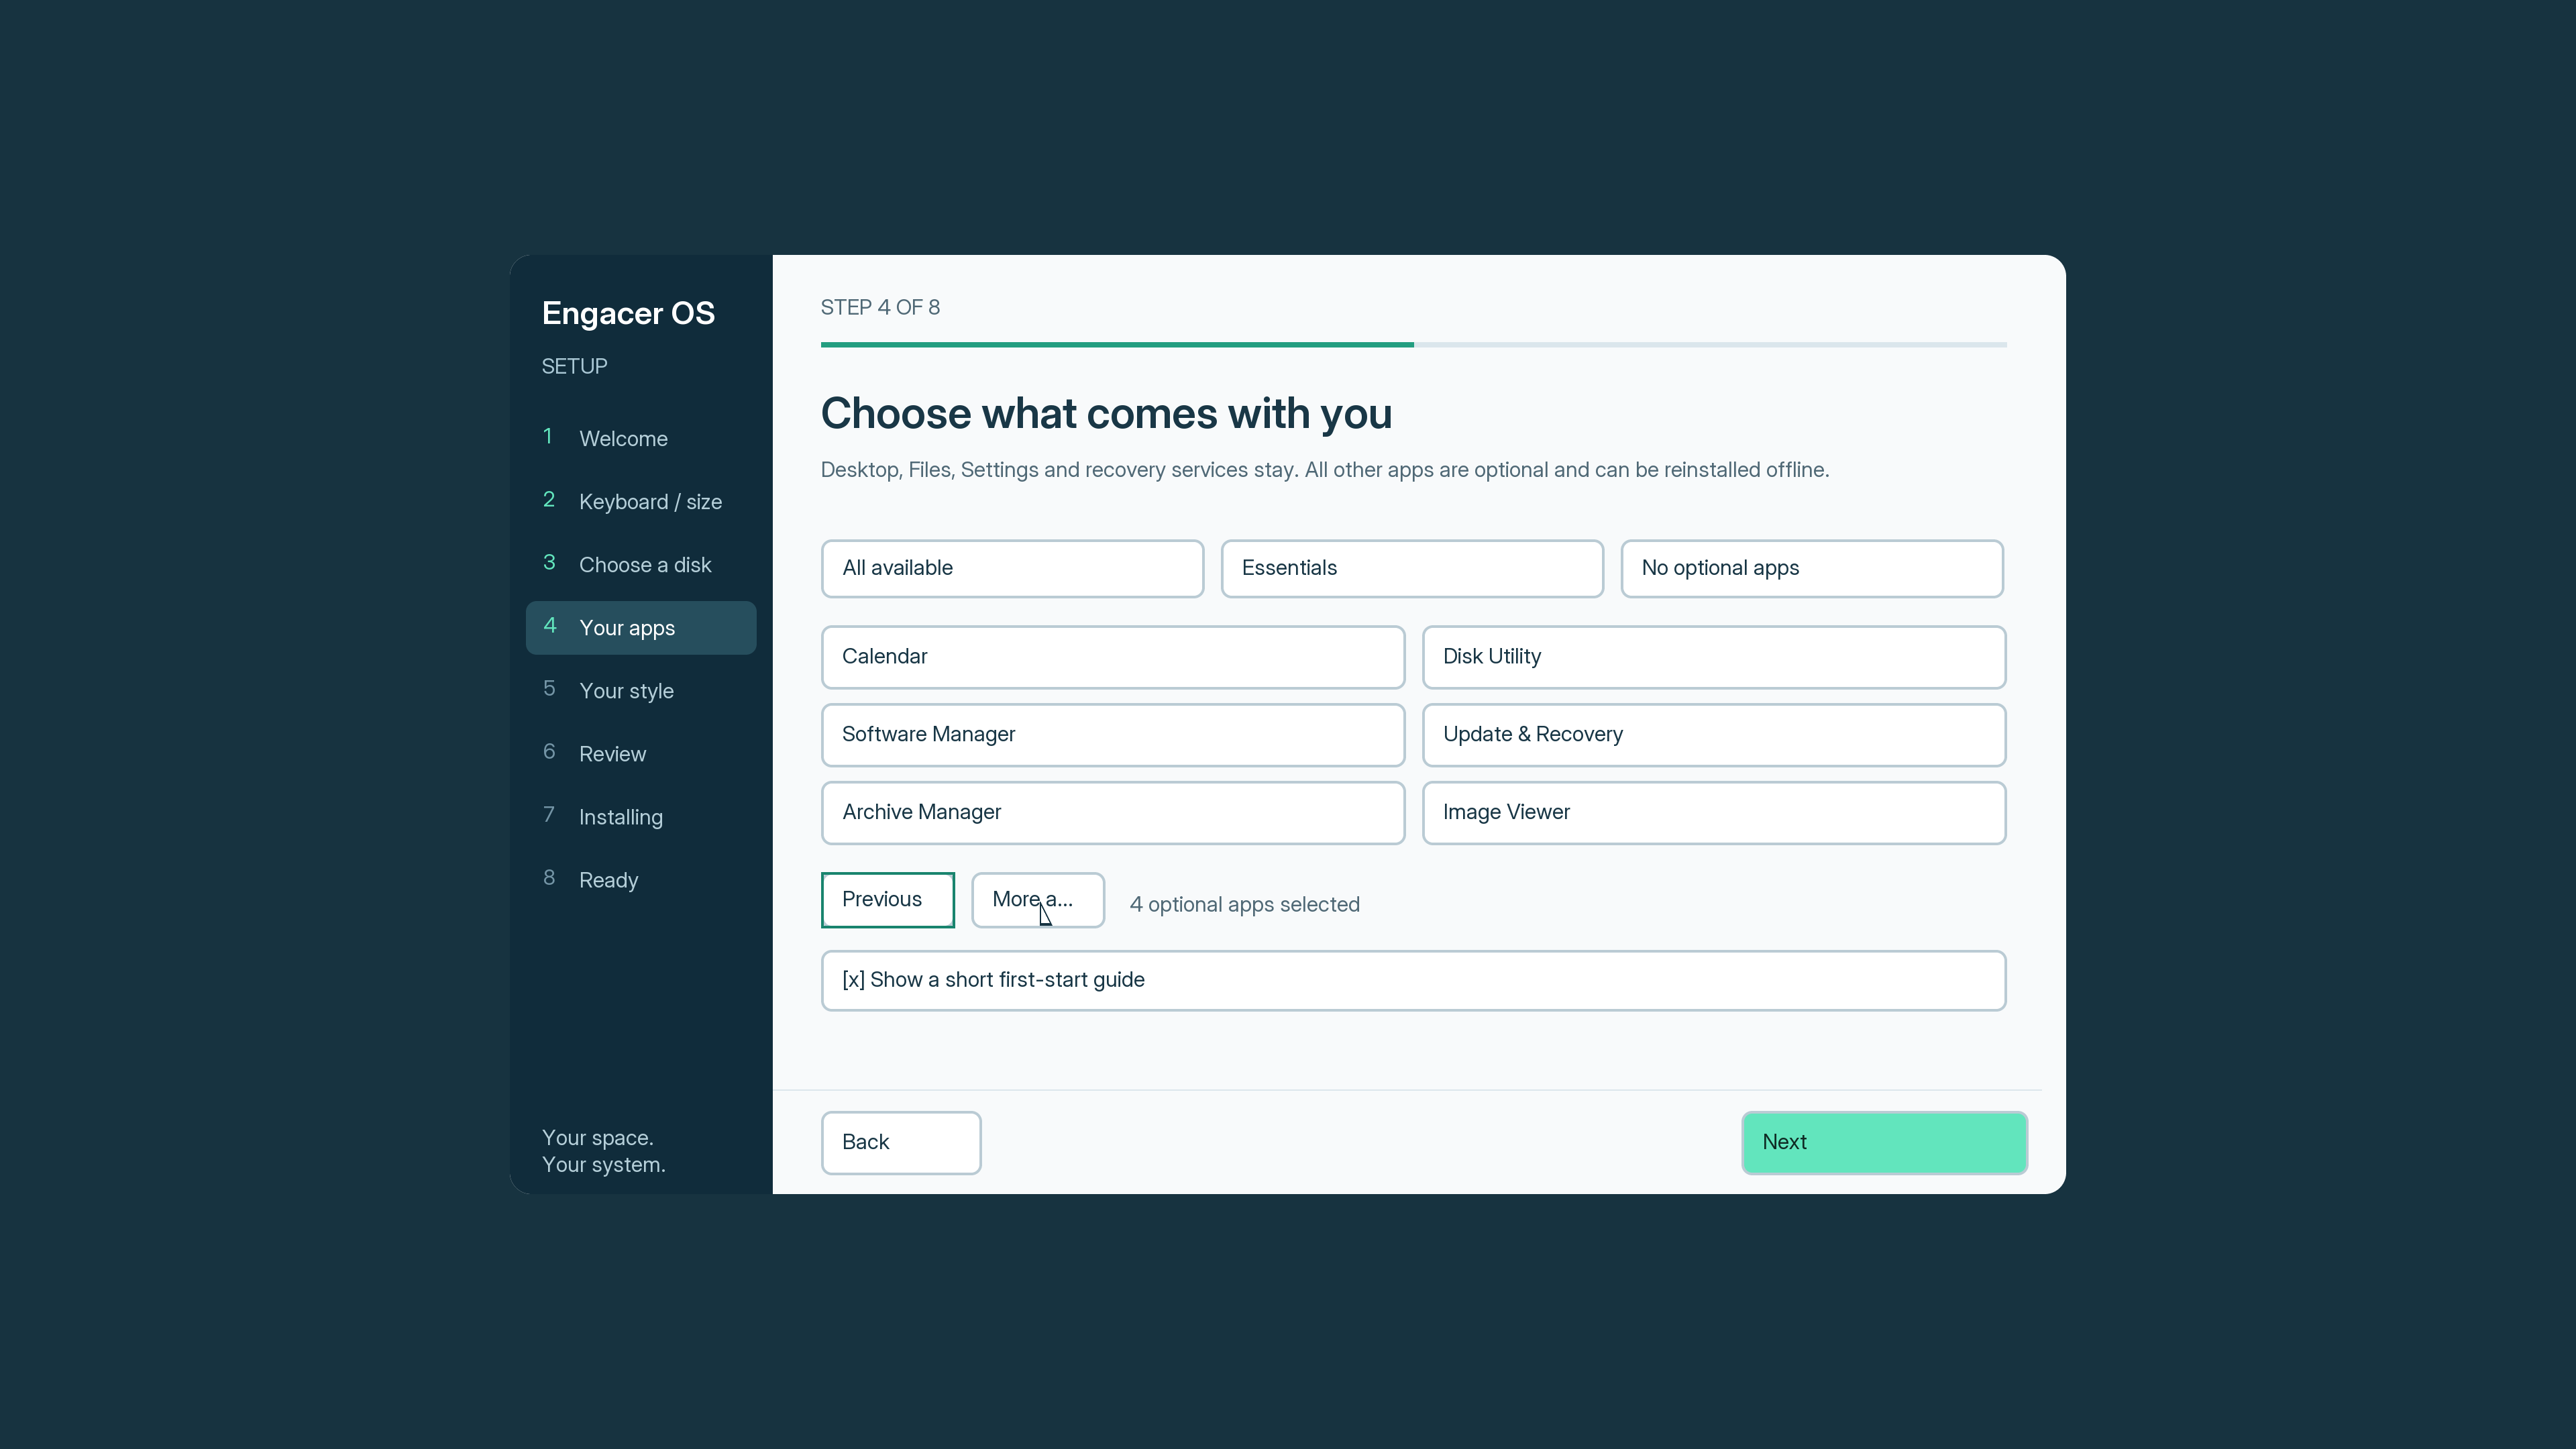 Engacer OS
SETUP
1 Welcome
2 Keyboard / size
3 Choose a disk
4 Your apps
5 Your style
6 Review
7 Installing
8 Ready
Your space.
Your system.
STEP 4 OF 8
Choose what comes with you
Desktop, Files, Settings and recovery services stay. All other apps are optional and can be reinstalled offline.
All available
Essentials
No optional apps
Calendar
Disk Utility
Software Manager
Update & Recovery
Archive Manager
Image Viewer
Previous
More a...
4 optional apps selected
[x] Show a short first-start guide
Back
Next